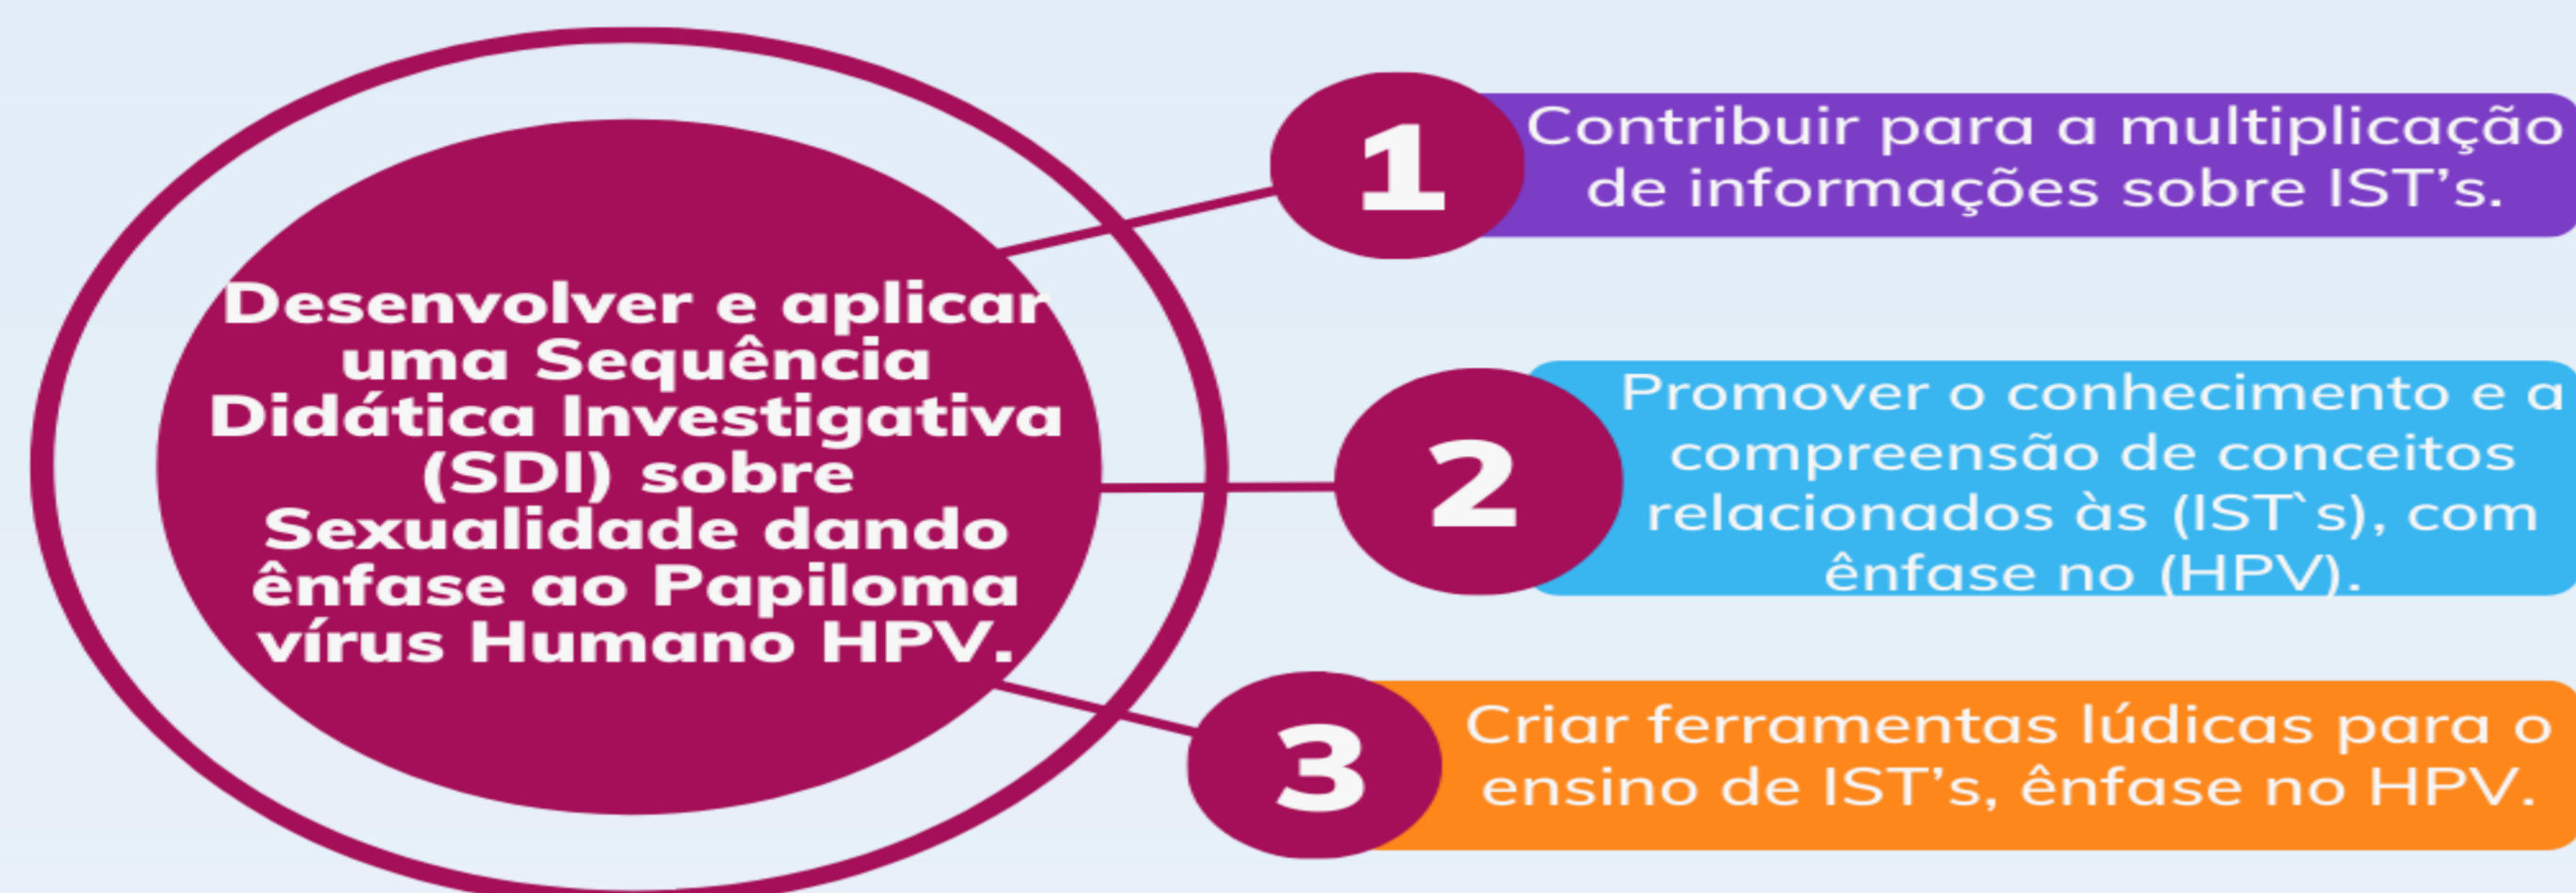 Desenvolver e aplicar
uma Sequência
Didática Investigativa
(SDI) sobre
Sexualidade dando
ênfase ao Papiloma
vírus Humano HPV.
1
Contribuir para a multiplicação
de informações sobre IST’s.
2
Promover o conhecimento e a
compreensão de conceitos
relacionados às (IST`s), com
ênfase no (HPV).
3
Criar ferramentas lúdicas para o
ensino de IST’s, ênfase no HPV.